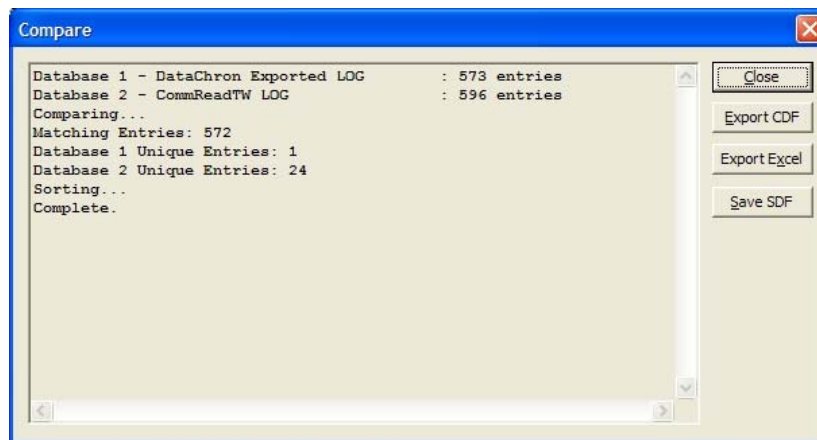 Compare
Database 1 - DataChron Exported LOG : 573 entries
Database 2 - CommReadTW LOG : 596 entries
Comparing...
Matching Entries: 572
Database 1 Unique Entries: 1
Database 2 Unique Entries: 24
Sorting...
Complete.
Close
Export CDF
Export Excel
Save SDF